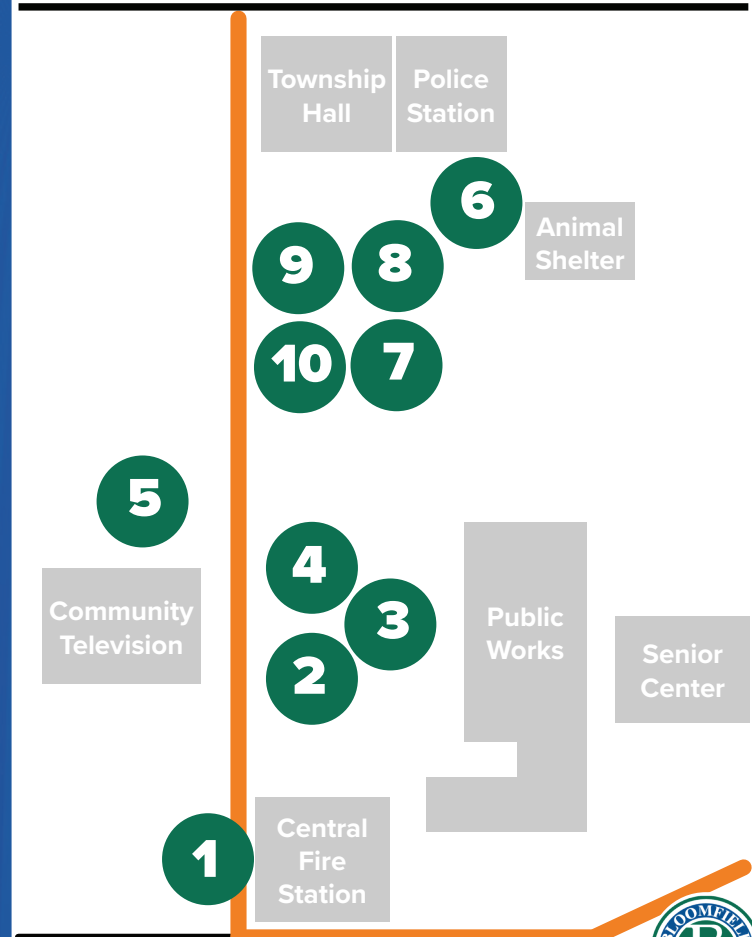 Township
Hall
Police
Station
6
Animal
Shelter
9
8
10
7
5
4
Community
Television
3
Public
Works
2
Senior
Center
1
Central
Fire
Station
B